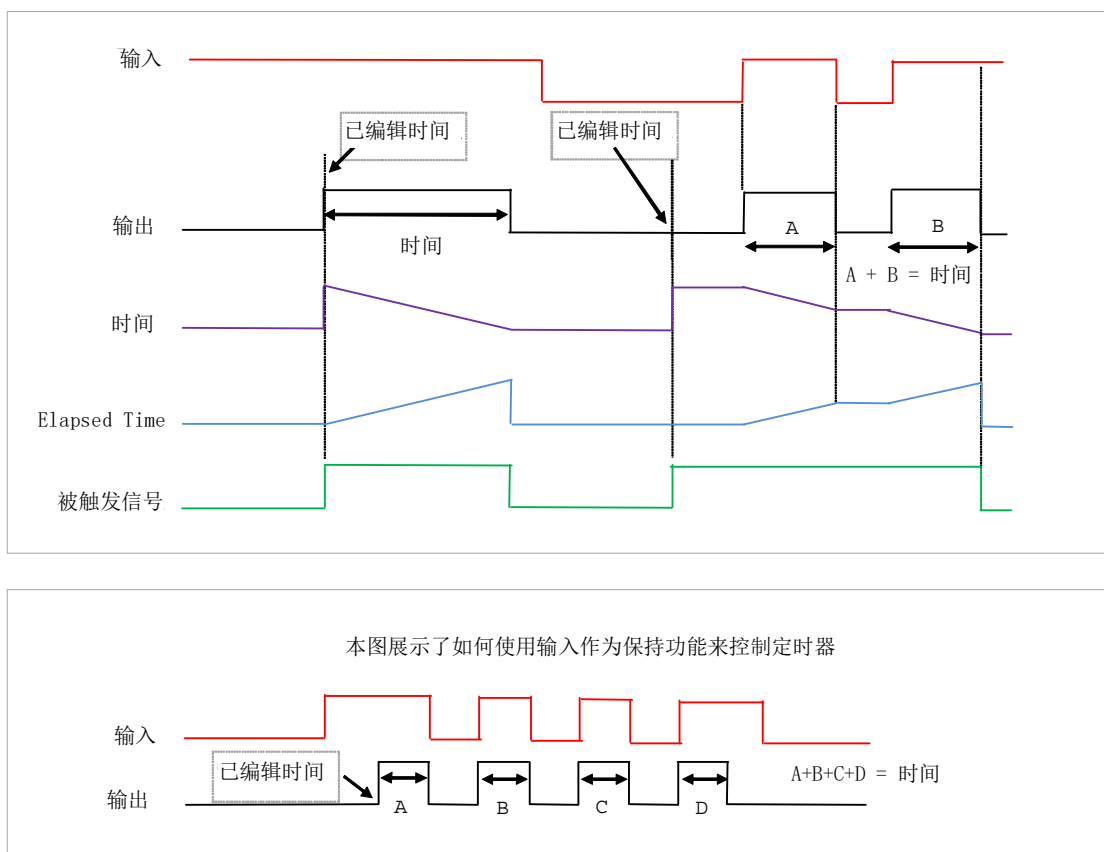 输入
已编辑时间
已编辑时间
输出
时间
A
B
A + B = 时间
时间
Elapsed Time
被触发信号
本图展示了如何使用输入作为保持功能来控制定时器
输入
已编辑时间
A+B+C+D = 时间
输出
A
B
C
D